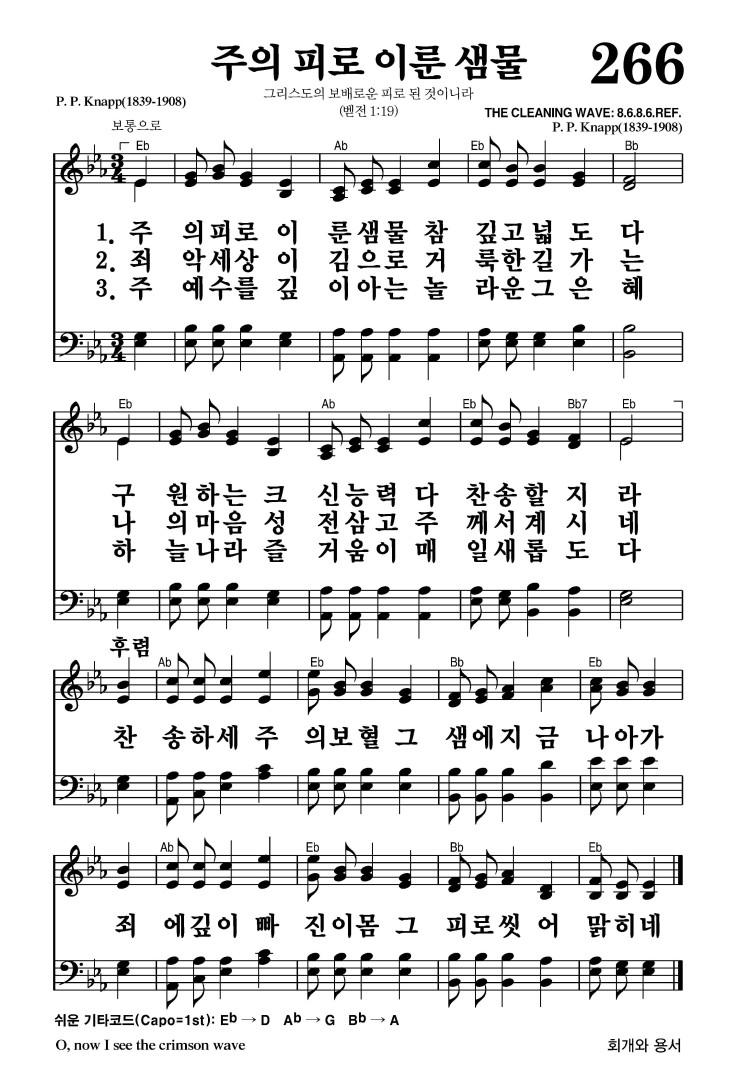 주의 피로 이룬 샘물 266
그리스도의 보배로운 피로 된 것이니라
(벧전 1:19)
P. P. Knapp(1839-1908)
THE CLEANING WAVE: 8.6.8.6.REF.
P. P. Knapp(1839-1908)
보통으로
Eb Ab Eb Bb
3 4
1. 주 의피로 이 룬샘물 참 깊고넓 도 다
2. 죄 악세상 이 김으로 거 룩한길 가 는
3. 주 예수를 깊 이아는 놀 라운그 은 혜
3 4
Eb Ab Eb Bb7 Eb
구 원하는 크 신능력 다 찬송할 지 라
나 의마음 성 전삼고 주 께서계 시 네
하 늘나라 즐 거움이 매 일새롭 도 다
후렴
Ab Eb Bb Eb
찬 송하세 주 의보혈 그 샘에지 금 나아가
Ab Eb Bb Eb
죄 에깊이 빠 진이몸 그 피로씻 어 맑히네
쉬운 기타코드(Capo=1st): Eb → D Ab → G Bb → A
O, now I see the crimson wave
회개와 용서